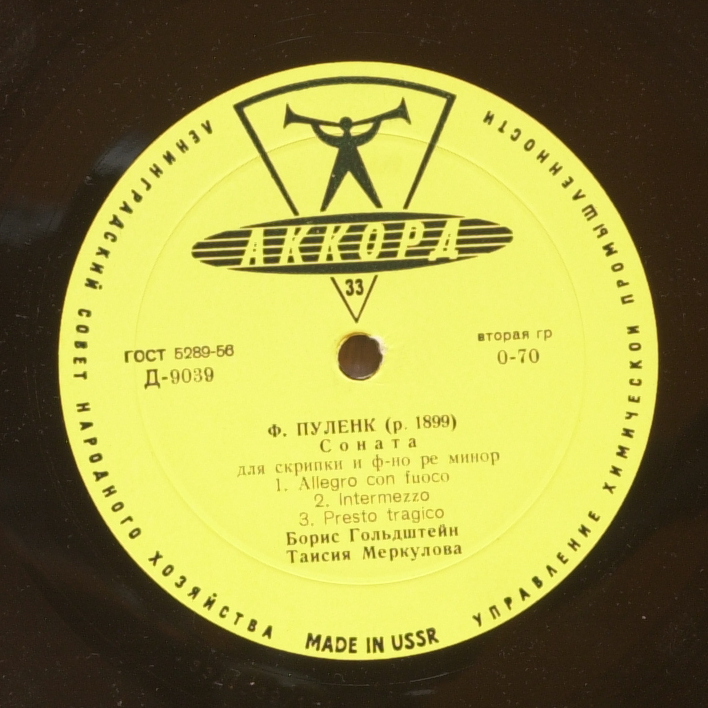 ЛЕНИНГРАДСКИЙ СОВЕТ НАРОДНОГО ХОЗЯЙСТВА
УПРАВЛЕНИЕ ХИМИЧЕСКОЙ ПРОМЫШЛЕННОСТИ
АККОРД
33
ГОСТ 5289-56
Д-9039
вторая гр
0-70
Ф. ПУЛЕНК (р. 1899)
Соната
для скрипки и ф-но ре минор
1. Allegro con fuoco
2. Intermezzo
3. Presto tragico
Борис Гольдштейн
Таисия Меркулова
MADE IN USSR